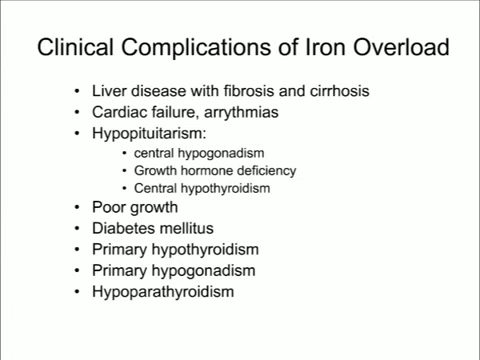 Clinical Complications of Iron Overload
• Liver disease with fibrosis and cirrhosis
• Cardiac failure, arrythmias
• Hypopituitarism:
• central hypogonadism
• Growth hormone deficiency
• Central hypothyroidism
• Poor growth
• Diabetes mellitus
• Primary hypothyroidism
• Primary hypogonadism
• Hypoparathyroidism